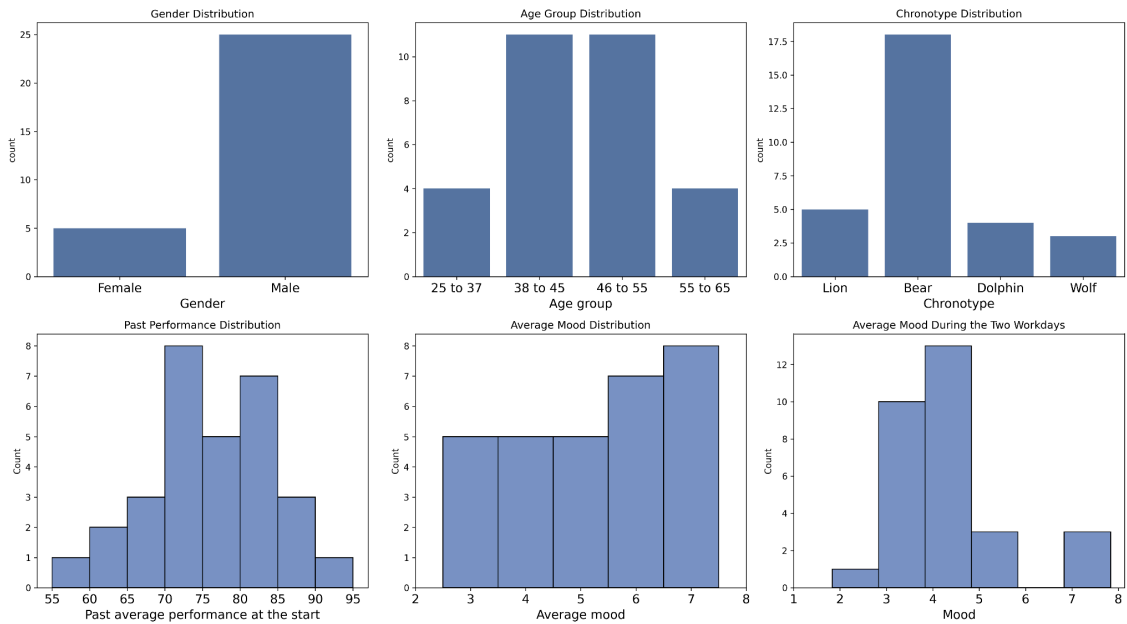 Gender Distribution
count
25
20
15
10
5
0
Female Male
Gender
Age Group Distribution
10
8
6
4
2
0
25 to 37 38 to 45 46 to 55 55 to 65
Age group
Chronotype Distribution
count
17.5
15.0
12.5
10.0
7.5
5.0
2.5
0.0
Lion Bear Dolphin Wolf
Chronotype
Past Performance Distribution
Count
8
7
6
5
4
3
2
1
0
55 60 65 70 75 80 85 90 95
Past average performance at the start
Average Mood Distribution
Count
8
7
6
5
4
3
2
1
0
2 3 4 5 6 7 8
Average mood
Average Mood During the Two Workdays
Count
12
10
8
6
4
2
0
1 2 3 4 5 6 7 8
Mood